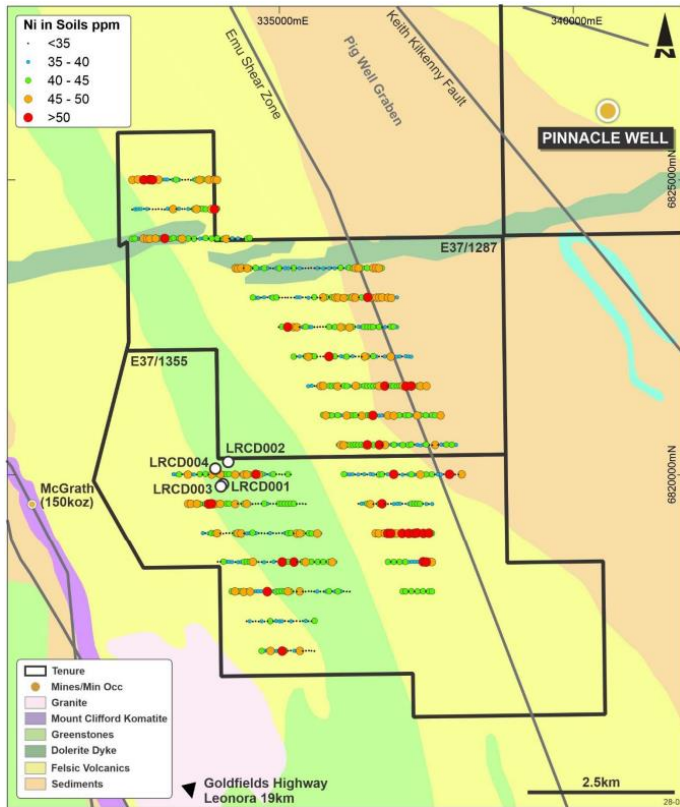 Ni in Soils ppm
<35
35 - 40
40 - 45
45 - 50
>50
335000mE
340000mE
N
Emu Shear Zone
Pig Well Graben
Keith Kilkenny Fault
PINNACLE WELL
6825000mN
E37/1287
E37/1355
LRCD002
LRCD004
LRCD003
LRCD001
6820000mN
McGrath
(150koz)
Tenure
Mines/Min Occ
Granite
Mount Clifford Komatite
Greenstones
Dolerite Dyke
Felsic Volcanics
Sediments
Goldfields Highway
Leonora 19km
2.5km